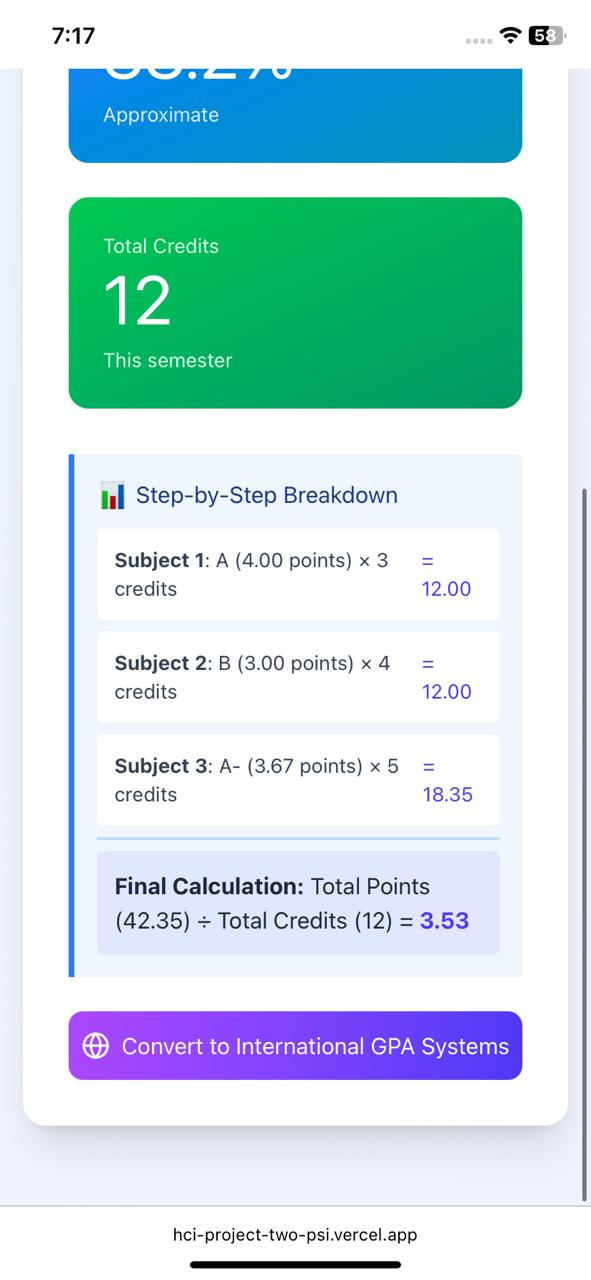 7:17
58
Approximate
Total Credits
12
This semester
Step-by-Step Breakdown
Subject 1: A (4.00 points) × 3
credits
=
12.00
Subject 2: B (3.00 points) × 4
credits
=
12.00
Subject 3: A- (3.67 points) × 5
credits
=
18.35
Final Calculation: Total Points
(42.35) ÷ Total Credits (12) = 3.53
Convert to International GPA Systems
hci-project-two-psi.vercel.app